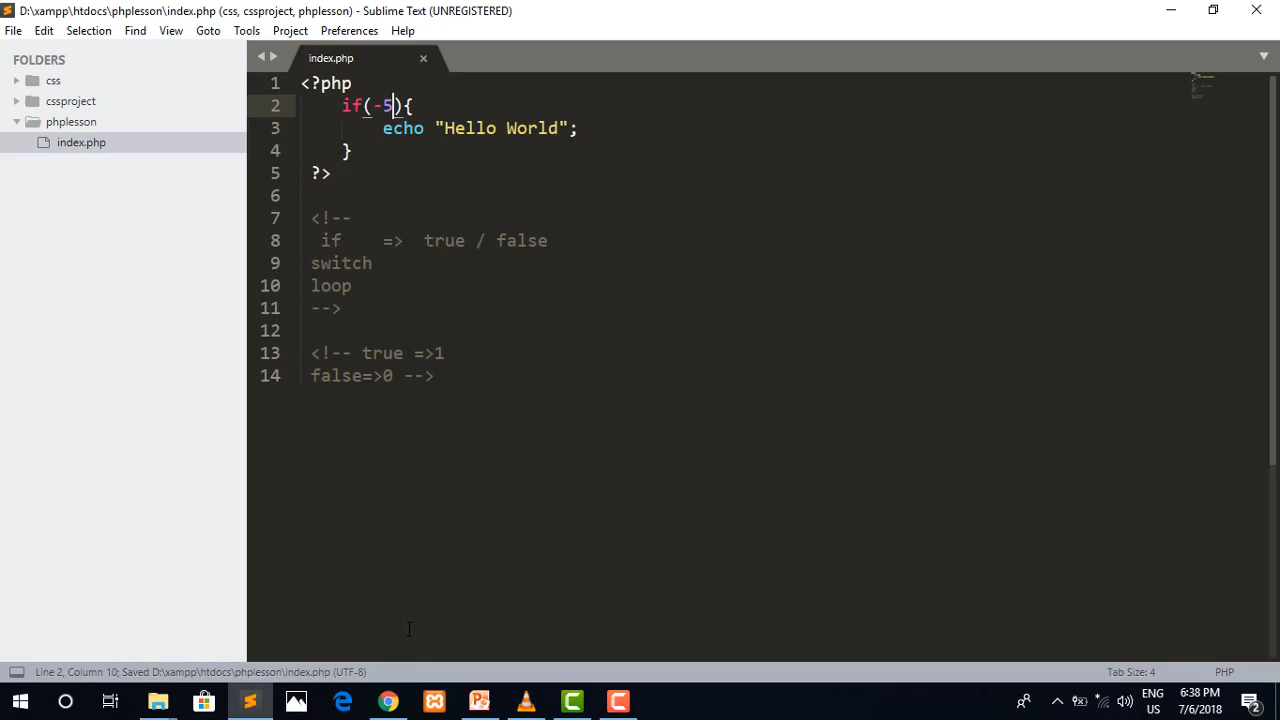 D:\xampp\htdocs\phplesson\index.php (css, cssproject, phplesson) - Sublime Text (UNREGISTERED)
File Edit Selection Find View Goto Tools Project Preferences Help
FOLDERS
css
cssproject
phplesson
index.php
index.php
1 <?php
2 if(-5){
3 echo "Hello World";
4 }
5 ?>
6
7 <!--
8 if => true / false
9 switch
10 loop
11 -->
12
13 <!-- true =>1
14 false=>0 -->
Line 2, Column 10; Saved D:\xampp\htdocs\phplesson\index.php (UTF-8)
Tab Size: 4
PHP
ENG
US
6:38 PM
7/6/2018
2